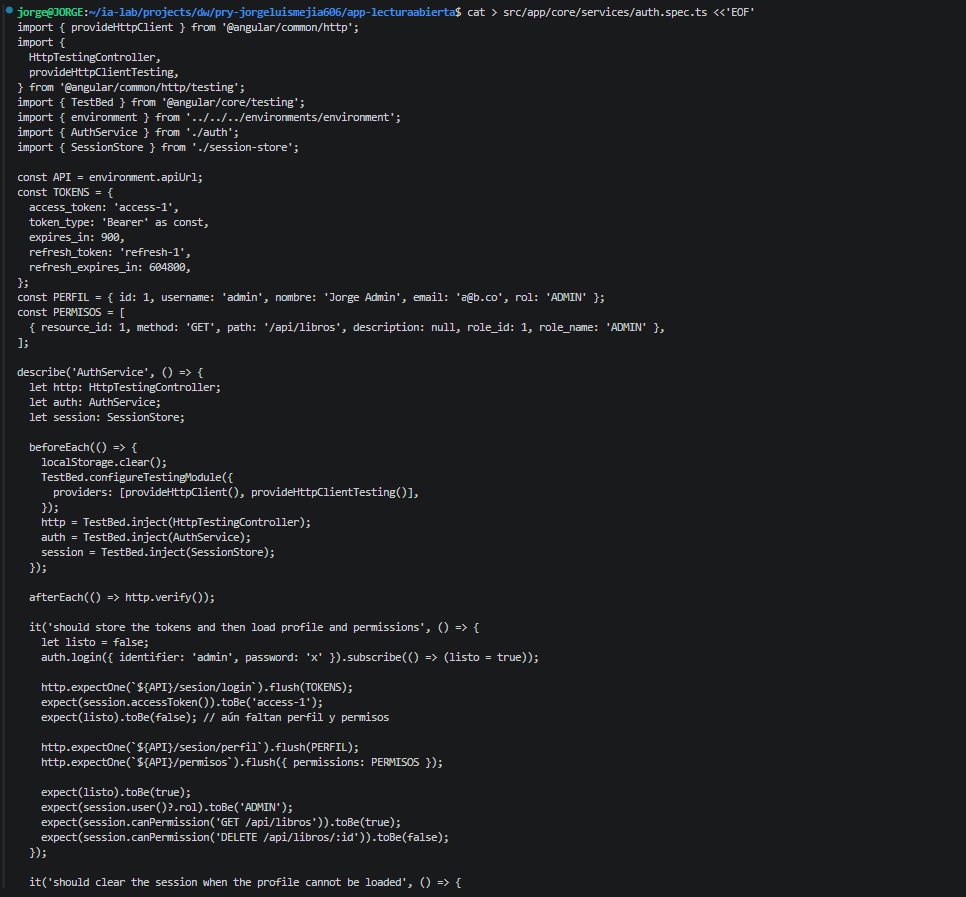 jorge@JORGE:~/ia-lab/projects/dw/pry-jorgeluismejia606/app-lecturaabierta$ cat > src/app/core/services/auth.spec.ts <<'EOF'
import { provideHttpClient } from '@angular/common/http';
import {
  HttpTestingController,
  provideHttpClientTesting,
} from '@angular/common/http/testing';
import { TestBed } from '@angular/core/testing';
import { environment } from '../../../environments/environment';
import { AuthService } from './auth';
import { SessionStore } from './session-store';

const API = environment.apiUrl;
const TOKENS = {
  access_token: 'access-1',
  token_type: 'Bearer' as const,
  expires_in: 900,
  refresh_token: 'refresh-1',
  refresh_expires_in: 604800,
};
const PERFIL = { id: 1, username: 'admin', nombre: 'Jorge Admin', email: 'a@b.co', rol: 'ADMIN' };
const PERMISOS = [
  { resource_id: 1, method: 'GET', path: '/api/libros', description: null, role_id: 1, role_name: 'ADMIN' },
];

describe('AuthService', () => {
  let http: HttpTestingController;
  let auth: AuthService;
  let session: SessionStore;

  beforeEach(() => {
    localStorage.clear();
    TestBed.configureTestingModule({
      providers: [provideHttpClient(), provideHttpClientTesting()],
    });
    http = TestBed.inject(HttpTestingController);
    auth = TestBed.inject(AuthService);
    session = TestBed.inject(SessionStore);
  });

  afterEach(() => http.verify());

  it('should store the tokens and then load profile and permissions', () => {
    let listo = false;
    auth.login({ identifier: 'admin', password: 'x' }).subscribe(() => (listo = true));

    http.expectOne(`${API}/sesion/login`).flush(TOKENS);
    expect(session.accessToken()).toBe('access-1');
    expect(listo).toBe(false); // aún faltan perfil y permisos

    http.expectOne(`${API}/sesion/perfil`).flush(PERFIL);
    http.expectOne(`${API}/permisos`).flush({ permissions: PERMISOS });

    expect(listo).toBe(true);
    expect(session.user()?.rol).toBe('ADMIN');
    expect(session.canPermission('GET /api/libros')).toBe(true);
    expect(session.canPermission('DELETE /api/libros/:id')).toBe(false);
  });

  it('should clear the session when the profile cannot be loaded', () => {